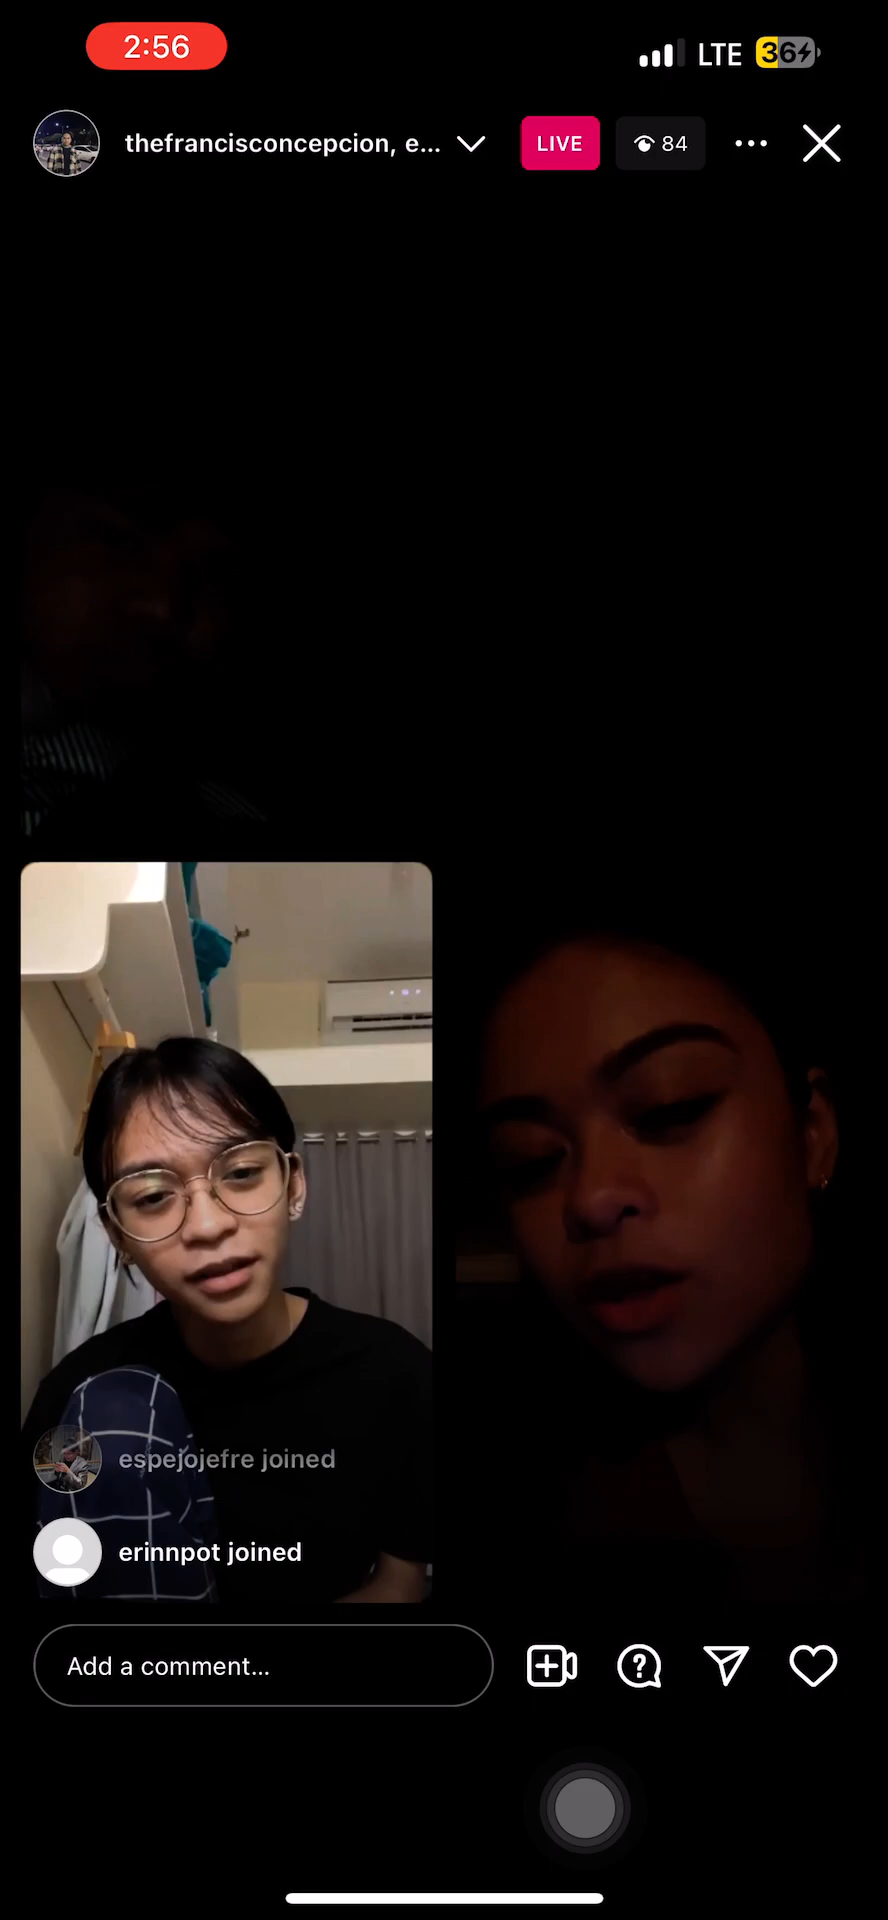 2:56
LTE
36
thefrancisconcepcion, e...
LIVE
84
espejojefre joined
erinnpot joined
Add a comment...